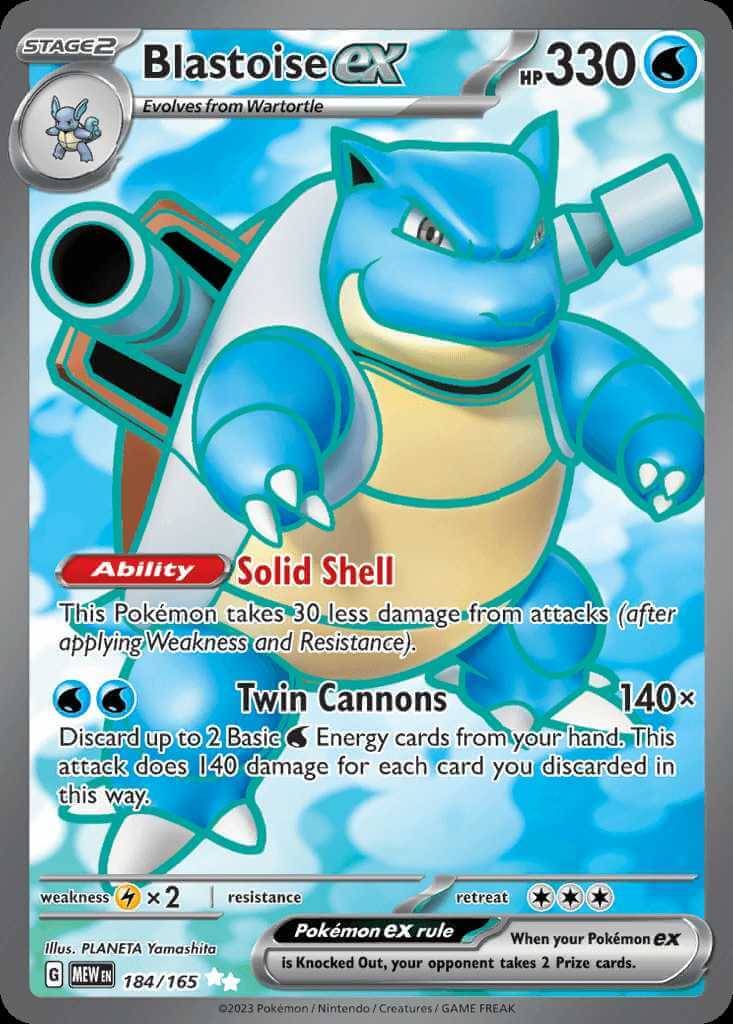 STAGE2
Blastoise ex
HP 330
Evolves from Wartortle
Ability Solid Shell
This Pokémon takes 30 less damage from attacks (after
applying Weakness and Resistance).
Twin Cannons 140×
Discard up to 2 Basic Energy cards from your hand. This
attack does 140 damage for each card you discarded in
this way.
weakness ×2 resistance retreat
Illus. PLANETA Yamashita
Pokémon ex rule When your Pokémon ex
is Knocked Out, your opponent takes 2 Prize cards.
G MEW EN 184/165
©2023 Pokémon / Nintendo / Creatures / GAME FREAK